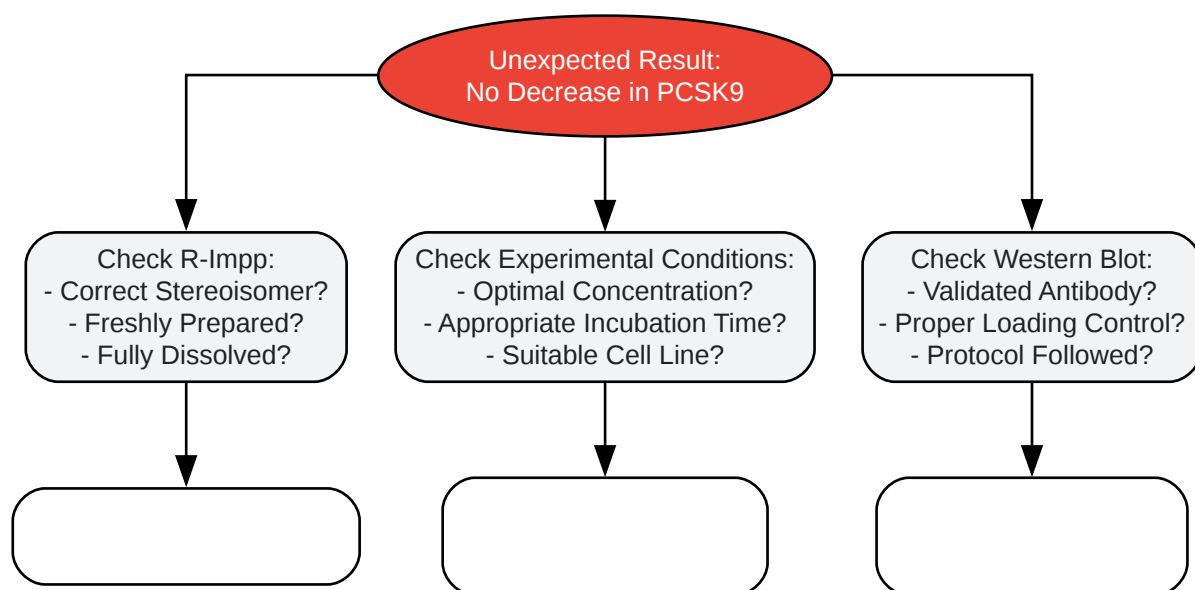 Unexpected Result:
No Decrease in PCSK9
Check R-Impp:
- Correct Stereoisomer?
- Freshly Prepared?
- Fully Dissolved?
Check Experimental Conditions:
- Optimal Concentration?
- Appropriate Incubation Time?
- Suitable Cell Line?
Check Western Blot:
- Validated Antibody?
- Proper Loading Control?
- Protocol Followed?